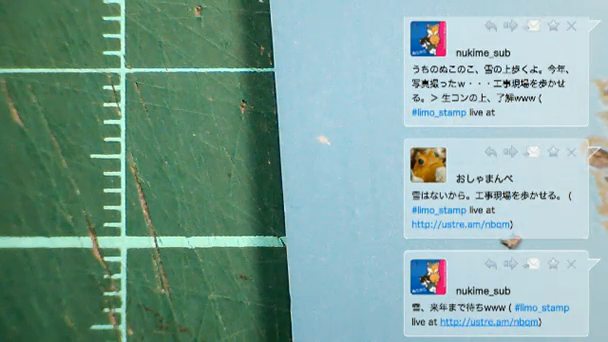 nukime_sub
うちのぬこのこ、雪の上歩くよ。今年、
写真撮ったｗ・・・工事現場を歩かせ
る。＞ 生コンの上、了解www (
#limo_stamp live at
おしゃまんべ
雪はないから。工事現場を歩かせる。 (
#limo_stamp live at
http://ustre.am/nbqm)
nukime_sub
雪、来年まで待ちwww ( #limo_stamp
live at http://ustre.am/nbqm)